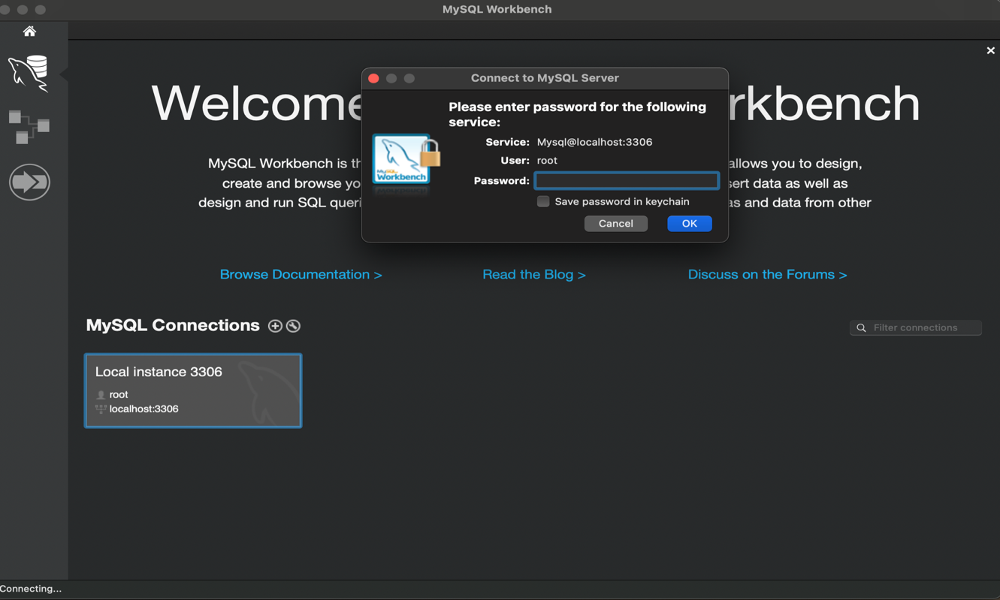 MySQL Workbench
Welcome
rkbench
Connect to MySQL Server
Please enter password for the following
service:
Service: Mysql@localhost:3306
User: root
Password:
Save password in keychain
Cancel OK
MySQL
Workbench
MySQL Workbench is th
create and browse yo
design and run SQL queri
allows you to design,
sert data as well as
as and data from other
Browse Documentation >
Read the Blog >
Discuss on the Forums >
MySQL Connections
Filter connections
Local instance 3306
root
localhost:3306
Connecting...